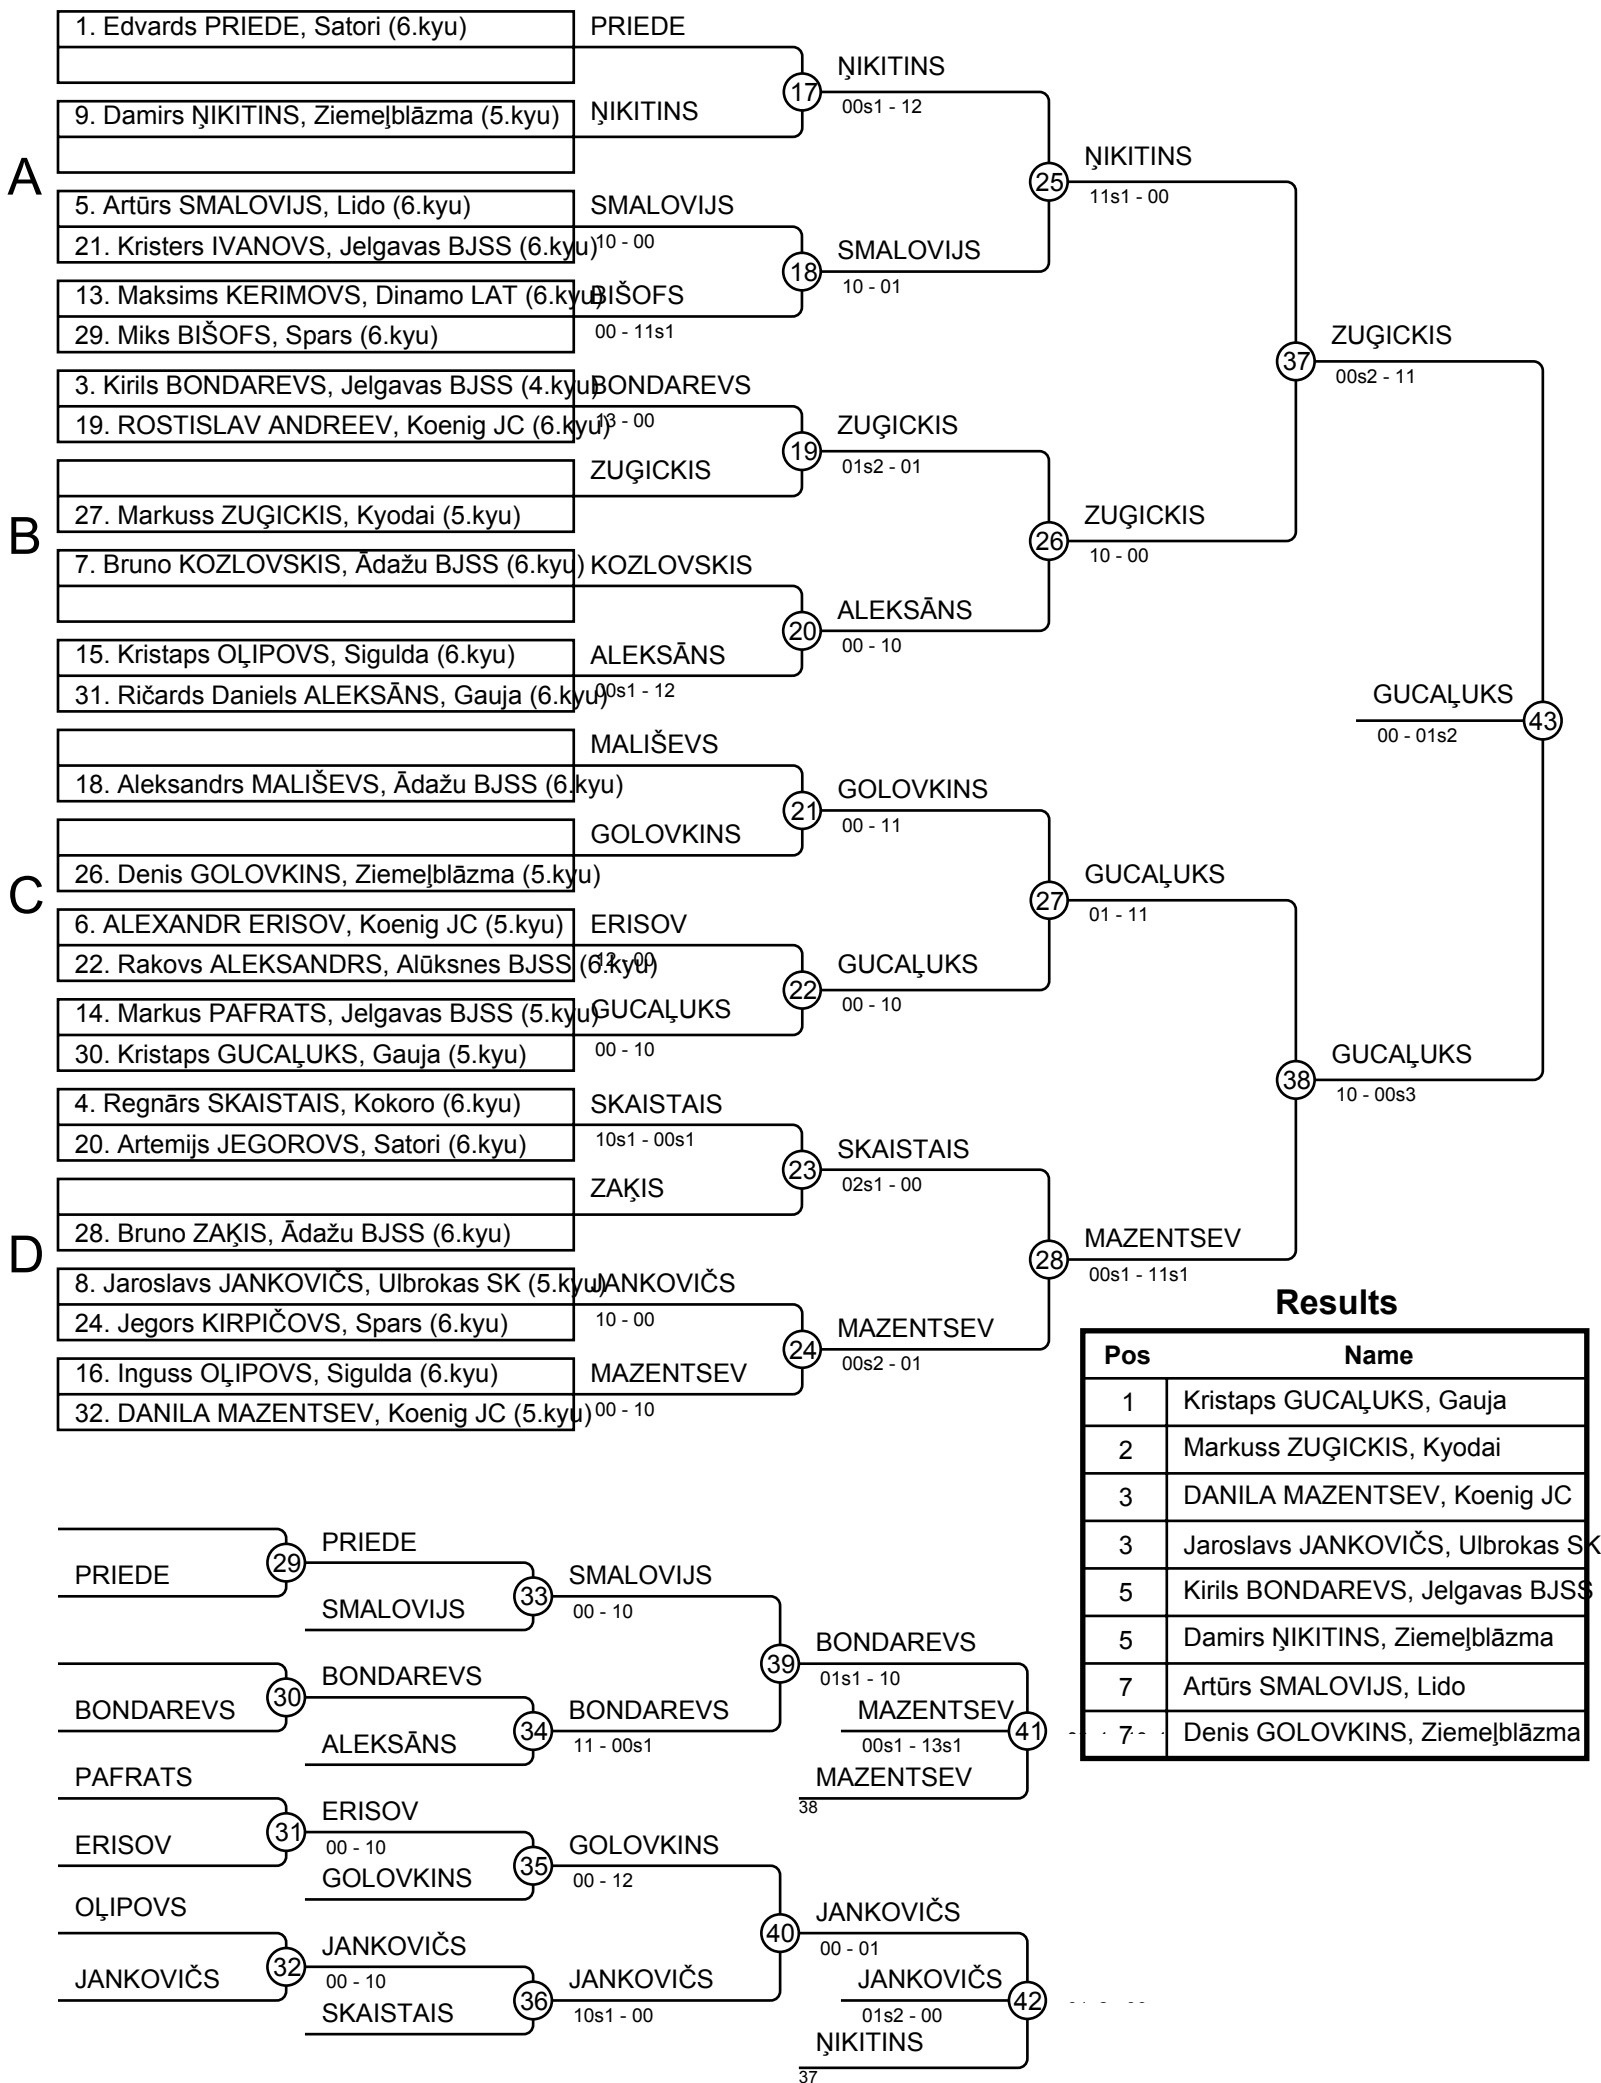 1. Edvards PRIEDE, Satori (6.kyu)
9. Damirs ŅIKITINS, Ziemeļblāzma (5.kyu)
A
5. Artūrs SMALOVIJS, Lido (6.kyu)
21. Kristers IVANOVS, Jelgavas BJSS (6.kyu)
13. Maksims KERIMOVS, Dinamo LAT (6.kyu)
29. Miks BIŠOFS, Spars (6.kyu)
3. Kirils BONDAREVS, Jelgavas BJSS (4.kyu)
19. ROSTISLAV ANDREEV, Koenig JC (6.kyu)
27. Markuss ZUĢICKIS, Kyodai (5.kyu)
B
7. Bruno KOZLOVSKIS, Ādažu BJSS (6.kyu)
15. Kristaps OĻIPOVS, Sigulda (6.kyu)
31. Ričards Daniels ALEKSĀNS, Gauja (6.kyu)
18. Aleksandrs MALIŠEVS, Ādažu BJSS (6.kyu)
26. Denis GOLOVKINS, Ziemeļblāzma (5.kyu)
C
6. ALEXANDR ERISOV, Koenig JC (5.kyu)
22. Rakovs ALEKSANDRS, Alūksnes BJSS (6.kyu)
14. Markus PAFRATS, Jelgavas BJSS (5.kyu)
30. Kristaps GUCAĻUKS, Gauja (5.kyu)
4. Regnārs SKAISTAIS, Kokoro (6.kyu)
20. Artemijs JEGOROVS, Satori (6.kyu)
28. Bruno ZAĶIS, Ādažu BJSS (6.kyu)
D
8. Jaroslavs JANKOVIČS, Ulbrokas SK (5.kyu)
24. Jegors KIRPIČOVS, Spars (6.kyu)
16. Inguss OĻIPOVS, Sigulda (6.kyu)
32. DANILA MAZENTSEV, Koenig JC (5.kyu)
PRIEDE
ŅIKITINS
SMALOVIJS
10 - 00
BIŠOFS
00 - 11s1
BONDAREVS
13 - 00
ZUĢICKIS
KOZLOVSKIS
ALEKSĀNS
00s1 - 12
MALIŠEVS
GOLOVKINS
ERISOV
12 - 00
GUCAĻUKS
00 - 10
SKAISTAIS
10s1 - 00s1
ZAĶIS
JANKOVIČS
10 - 00
MAZENTSEV
00 - 10
17
ŅIKITINS
00s1 - 12
18
SMALOVIJS
10 - 01
19
ZUĢICKIS
01s2 - 01
20
ALEKSĀNS
00 - 10
21
GOLOVKINS
00 - 11
22
GUCAĻUKS
00 - 10
23
SKAISTAIS
02s1 - 00
24
MAZENTSEV
00s2 - 01
25
ŅIKITINS
11s1 - 00
26
ZUĢICKIS
10 - 00
27
GUCAĻUKS
01 - 11
28
MAZENTSEV
00s1 - 11s1
37
ZUĢICKIS
00s2 - 11
38
GUCAĻUKS
10 - 00s3
GUCAĻUKS
43
00 - 01s2
Results
Pos Name
1 Kristaps GUCAĻUKS, Gauja
2 Markuss ZUĢICKIS, Kyodai
3 DANILA MAZENTSEV, Koenig JC
3 Jaroslavs JANKOVIČS, Ulbrokas SK
5 Kirils BONDAREVS, Jelgavas BJSS
5 Damirs ŅIKITINS, Ziemeļblāzma
7 Artūrs SMALOVIJS, Lido
7 Denis GOLOVKINS, Ziemeļblāzma
PRIEDE
29
PRIEDE
SMALOVIJS
33
SMALOVIJS
00 - 10
BONDAREVS
30
BONDAREVS
ALEKSĀNS
34
BONDAREVS
11 - 00s1
39
BONDAREVS
01s1 - 10
MAZENTSEV
41
00s1 - 13s1
MAZENTSEV
38
PAFRATS
ERISOV
31
ERISOV
00 - 10
GOLOVKINS
35
GOLOVKINS
00 - 12
OĻIPOVS
JANKOVIČS
32
JANKOVIČS
00 - 10
SKAISTAIS
36
JANKOVIČS
10s1 - 00
40
JANKOVIČS
00 - 01
JANKOVIČS
42
01s2 - 00
ŅIKITINS
37